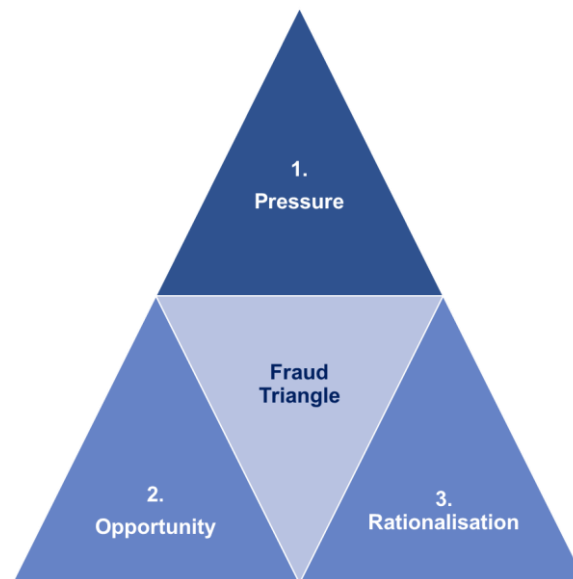 1.
Pressure
Fraud
Triangle
2.
Opportunity
3.
Rationalisation